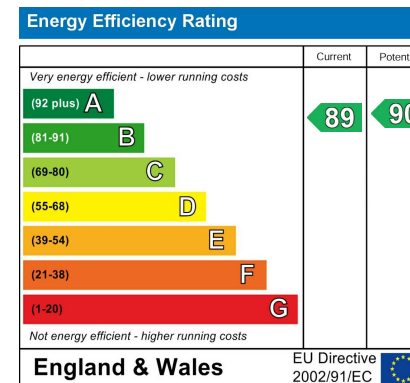 Energy Efficiency Rating
Current Potent
Very energy efficient - lower running costs
(92 plus) A
89 90
(81-91) B
(69-80) C
(55-68) D
(39-54) E
(21-38) F
(1-20) G
Not energy efficient - higher running costs
England & Wales
EU Directive
2002/91/EC